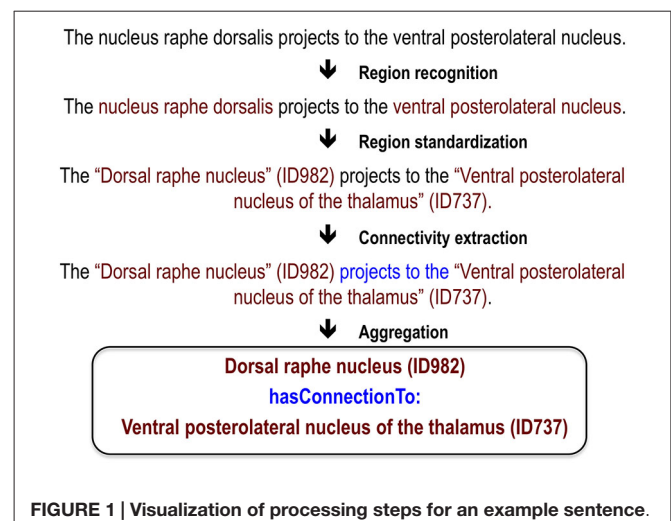 The nucleus raphe dorsalis projects to the ventral posterolateral nucleus.
Region recognition
The nucleus raphe dorsalis projects to the ventral posterolateral nucleus.
Region standardization
The “Dorsal raphe nucleus” (ID982) projects to the “Ventral posterolateral
nucleus of the thalamus” (ID737).
Connectivity extraction
The “Dorsal raphe nucleus” (ID982) projects to the “Ventral posterolateral
nucleus of the thalamus” (ID737).
Aggregation
Dorsal raphe nucleus (ID982)
hasConnectionTo:
Ventral posterolateral nucleus of the thalamus (ID737)
FIGURE 1 | Visualization of processing steps for an example sentence.